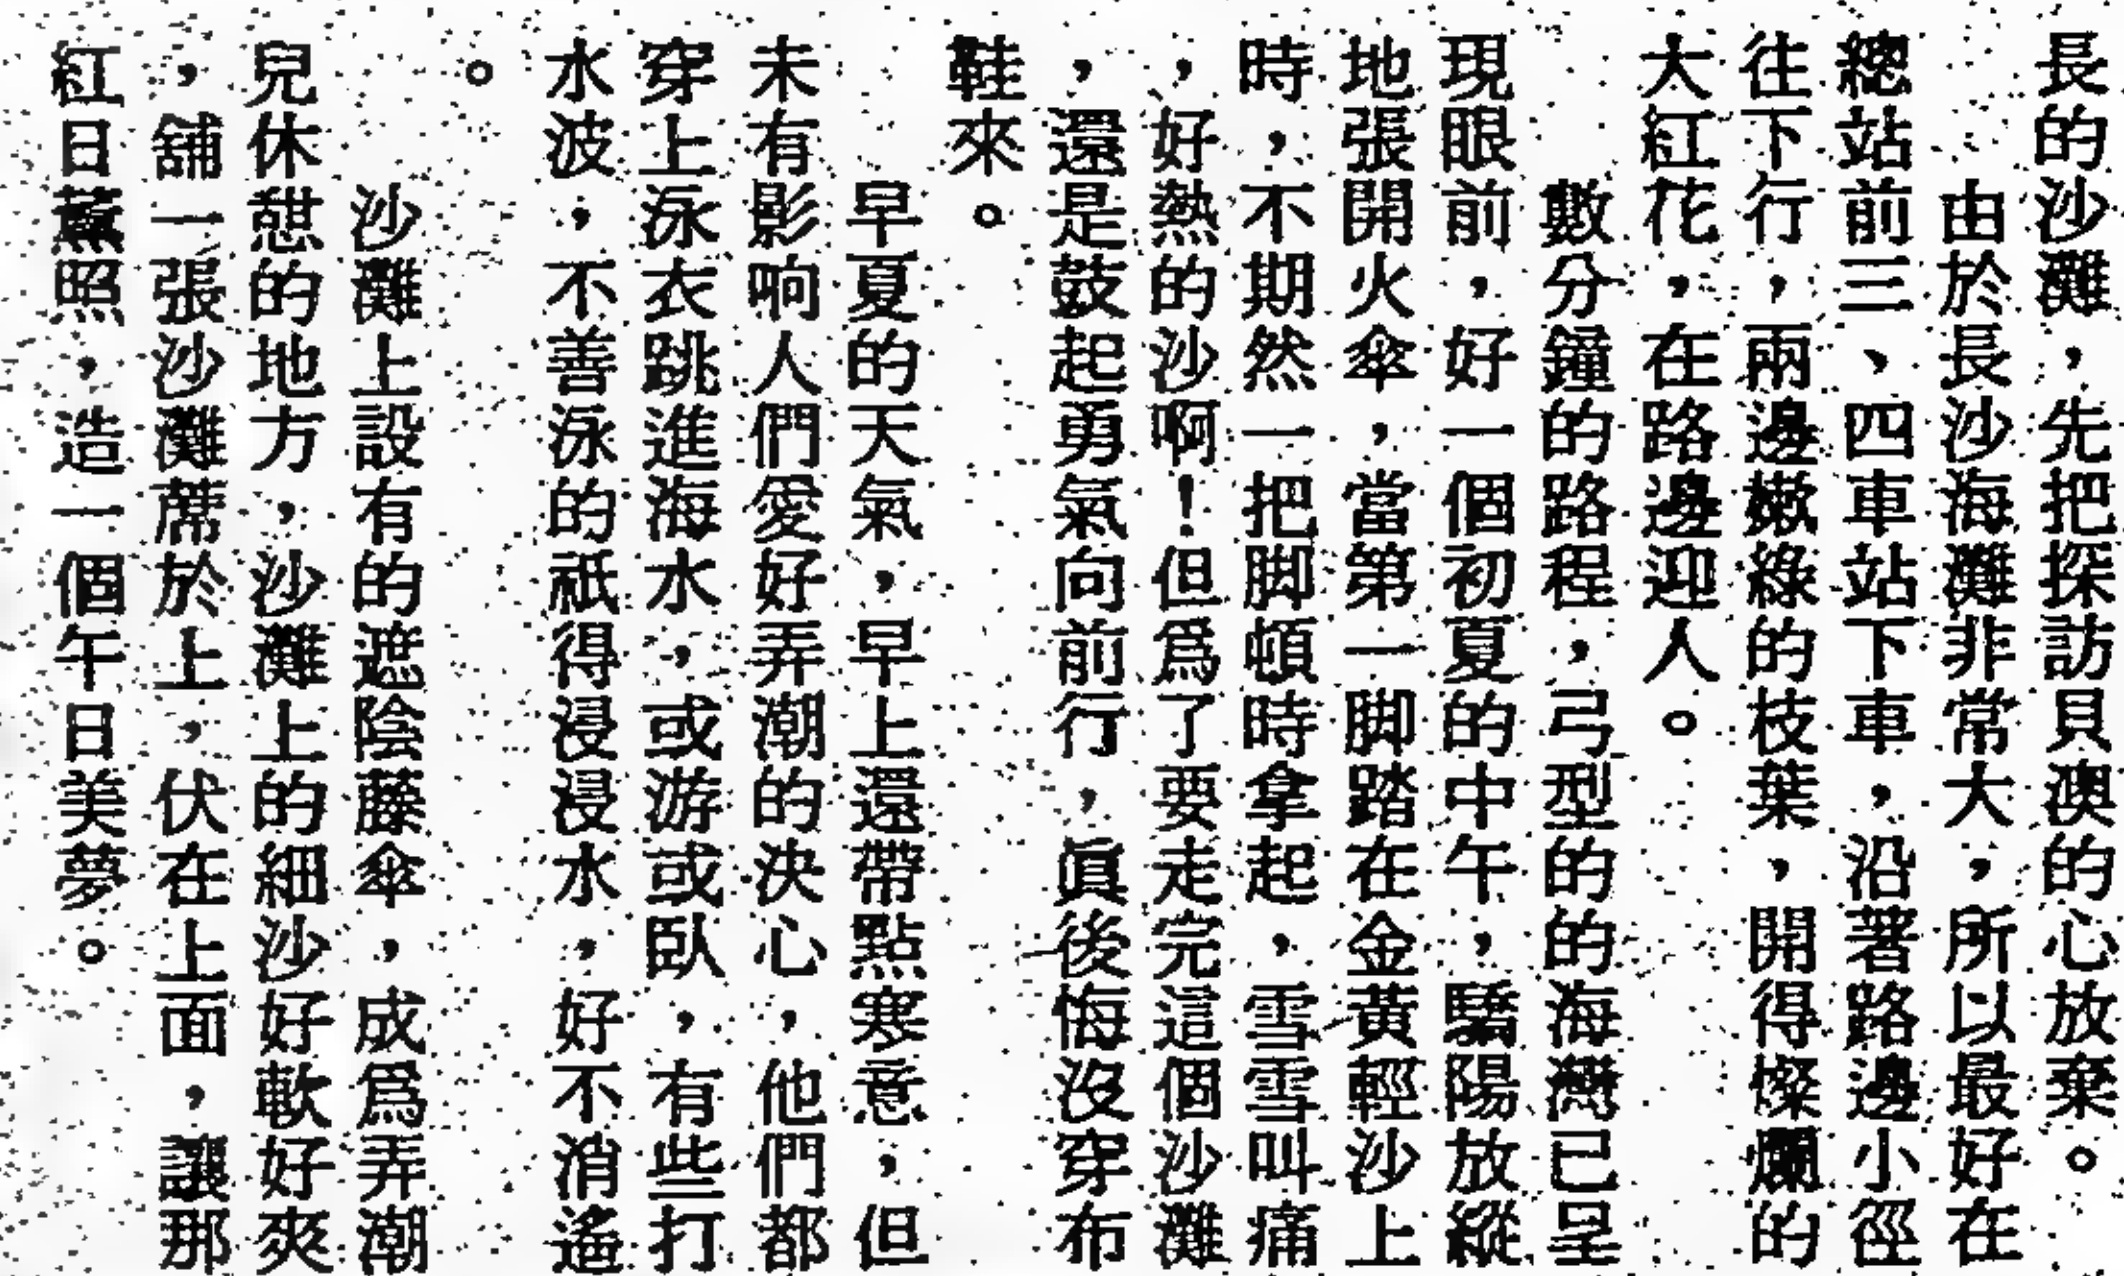 長的沙灘，先把探訪貝澳的心放棄。
由於長沙海灘非常大，所以最好在
總站前三、四車站下車，沿著路邊小徑
往下行，兩邊嫩綠的枝葉，開得燦爛的
大紅花，在路邊迎人。
數分鐘的路程，弓型的的海灣已呈
現眼前，好一個初夏的中午，驕陽放縱
地張開火傘，當第一脚踏在金黃輕沙上
時，不期然一把脚頓時拿起，雪雪叫痛
，好熱的沙啊！但爲了要走完這個沙灘
，還是鼓起勇氣向前行，眞後悔沒穿布
鞋來。
早夏的天氣，早上還帶點寒意，但
未有影响人們愛好弄潮的決心，他們都
穿上泳衣跳進海水，或游或臥，有些打
水波，不善泳的祇得浸浸水，好不消遙
。
沙灘上設有的遮陰藤傘，成爲弄潮
兒休憇的地方，沙灘上的細沙好軟好爽
，舖一張沙灘蓆於上，伏在上面，讓那
紅日薰照，造一個午日美夢。